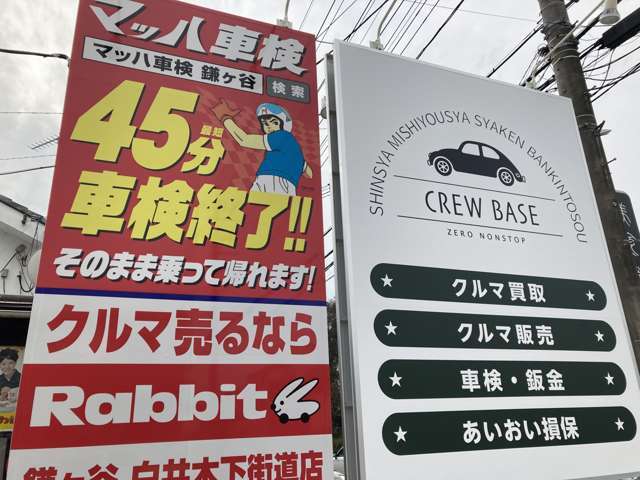 マッハ車検
マッハ車検 鎌ヶ谷 検索
最短
45分
車検終了!!
そのまま乗って帰れます!
クルマ売るなら
Rabbit
鎌ヶ谷 白井木下街道店
SHINSYA MISHIYOUSYA SYAKEN BANKINTOSOU
CREW BASE
ZERO NONSTOP
クルマ買取
クルマ販売
車検・鈑金
あいおい損保